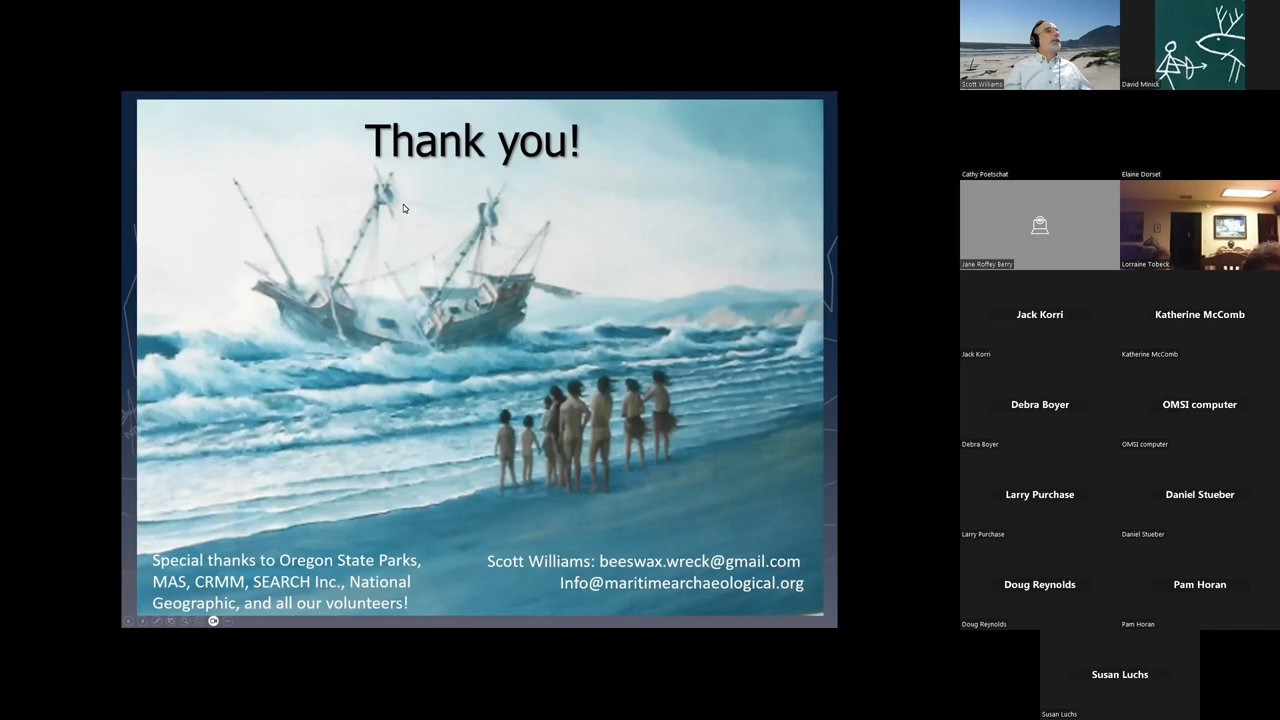 Thank you!
Special thanks to Oregon State Parks,
MAS, CRMM, SEARCH Inc., National
Geographic, and all our volunteers!
Scott Williams: beeswax.wreck@gmail.com
Info@maritimearchaeological.org
Scott Williams
David Minick
Cathy Poetschat
Elaine Dorset
Jane Roffey Berry
Lorraine Tobeck
Jack Korri
Jack Korri
Katherine McComb
Katherine McComb
Debra Boyer
Debra Boyer
OMSI computer
OMSI computer
Larry Purchase
Larry Purchase
Daniel Stueber
Daniel Stueber
Doug Reynolds
Doug Reynolds
Pam Horan
Pam Horan
Susan Luchs
Susan Luchs